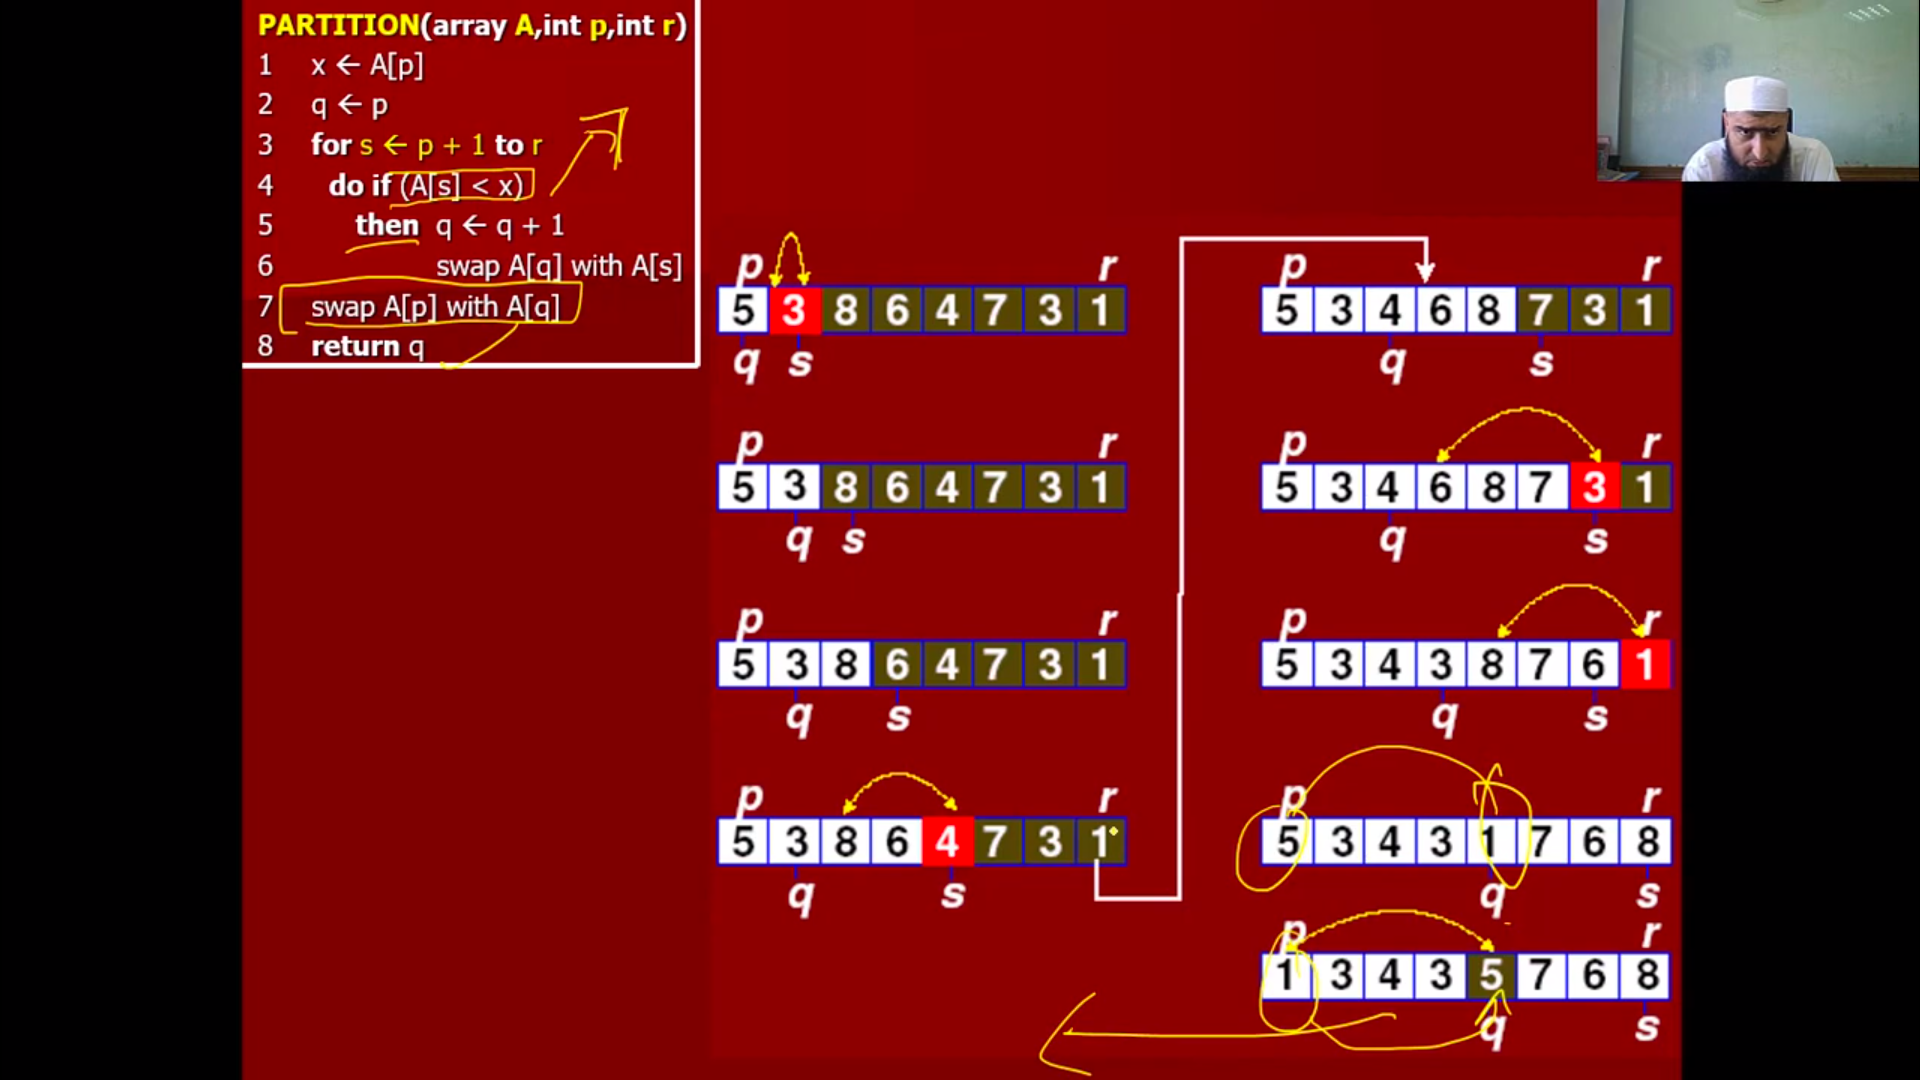 PARTITION(array A,int p,int r)
1 x ← A[p]
2 q ← p
3 for s ← p + 1 to r
4 do if (A[s] < x)
5 then q ← q + 1
6 swap A[q] with A[s]
7 swap A[p] with A[q]
8 return q
p r
5 3 8 6 4 7 3 1
q s
p r
5 3 8 6 4 7 3 1
q s
p r
5 3 8 6 4 7 3 1
q s
p r
5 3 8 6 4 7 3 1
q s
p r
5 3 4 6 8 7 3 1
q s
p r
5 3 4 6 8 7 3 1
q s
p r
5 3 4 3 8 7 6 1
q s
p r
5 3 4 3 1 7 6 8
q s
p r
1 3 4 3 5 7 6 8
q s